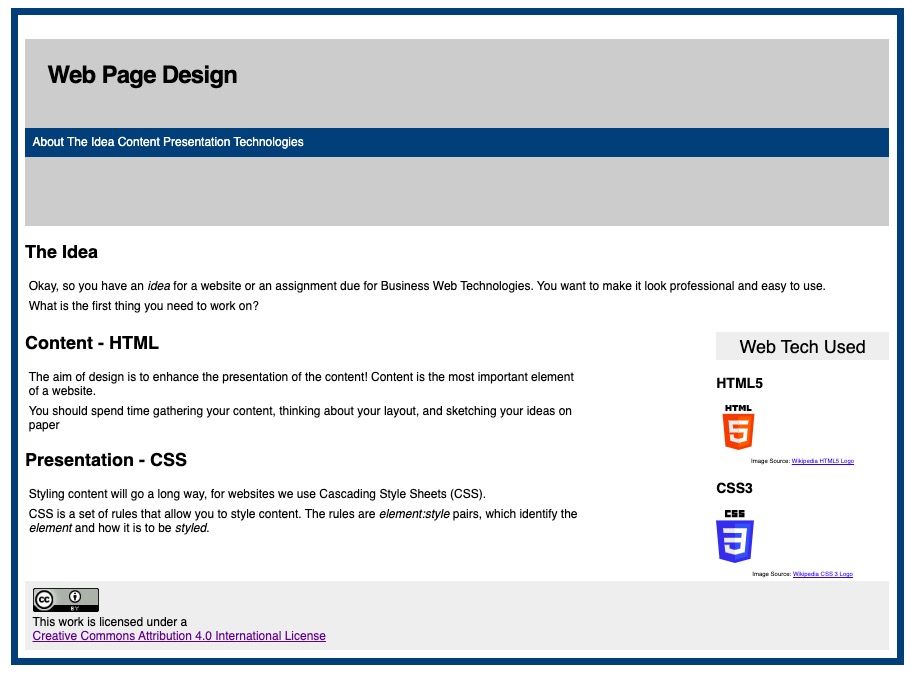 Web Page Design
About The Idea Content Presentation Technologies
The Idea
Okay, so you have an idea for a website or an assignment due for Business Web Technologies. You want to make it look professional and easy to use.
What is the first thing you need to work on?
Content - HTML
The aim of design is to enhance the presentation of the content! Content is the most important element
of a website.
You should spend time gathering your content, thinking about your layout, and sketching your ideas on
paper
Presentation - CSS
Styling content will go a long way, for websites we use Cascading Style Sheets (CSS).
CSS is a set of rules that allow you to style content. The rules are element:style pairs, which identify the
element and how it is to be styled.
Web Tech Used
HTML5
HTML
5
Image Source: Wikipedia HTML5 Logo
CSS3
CSS
3
Image Source: Wikipedia CSS 3 Logo
cc
BY
This work is licensed under a
Creative Commons Attribution 4.0 International License